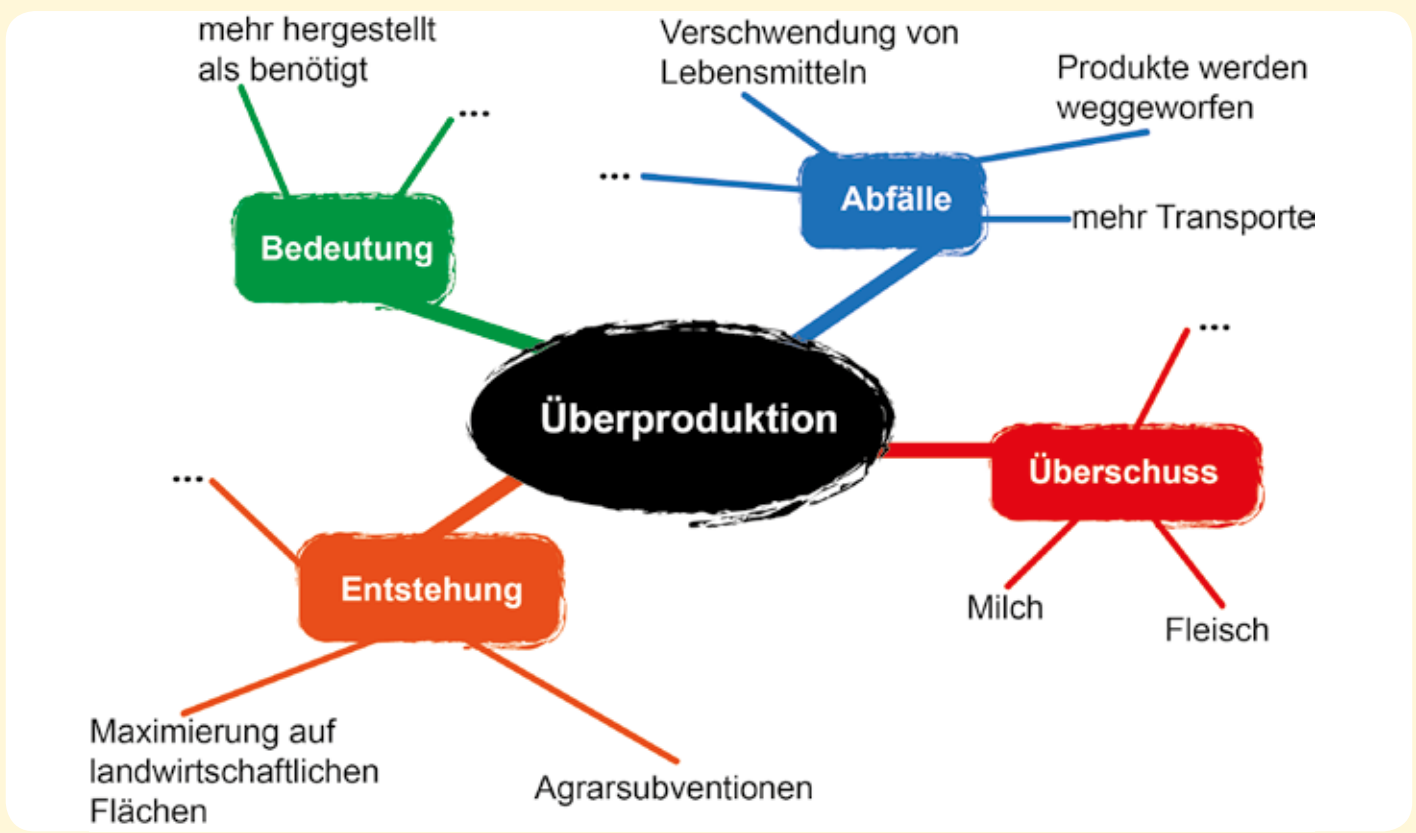 mehr hergestellt
als benötigt
...
Bedeutung
Verschwendung von
Lebensmitteln
Produkte werden
weggeworfen
...
Abfälle
mehr Transporte
Überproduktion
...
Überschuss
Milch
Fleisch
...
Entstehung
Maximierung auf
landwirtschaftlichen
Flächen
Agrarsubventionen